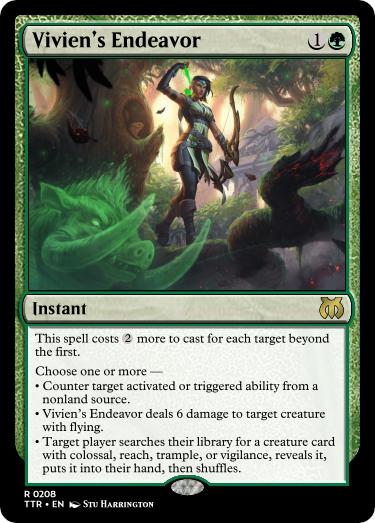 Vivien's Endeavor 1
Instant
This spell costs 2 more to cast for each target beyond
the first.
Choose one or more —
• Counter target activated or triggered ability from a
nonland source.
• Vivien's Endeavor deals 6 damage to target creature
with flying.
• Target player searches their library for a creature card
with colossal, reach, trample, or vigilance, reveals it,
puts it into their hand, then shuffles.
R 0208
TTR • EN Stu Harrington